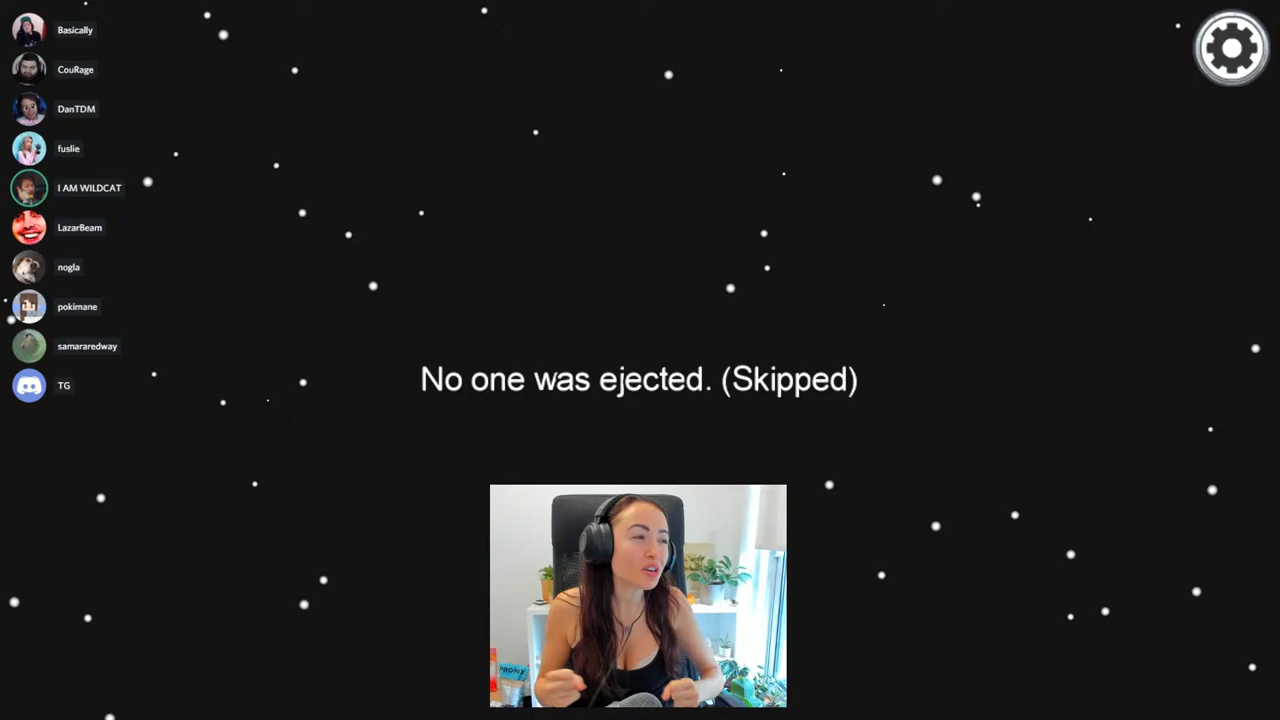 Basically
CouRage
DanTDM
fuslie
I AM WILDCAT
LazarBeam
nogla
pokimane
samararedway
TG
No one was ejected. (Skipped)